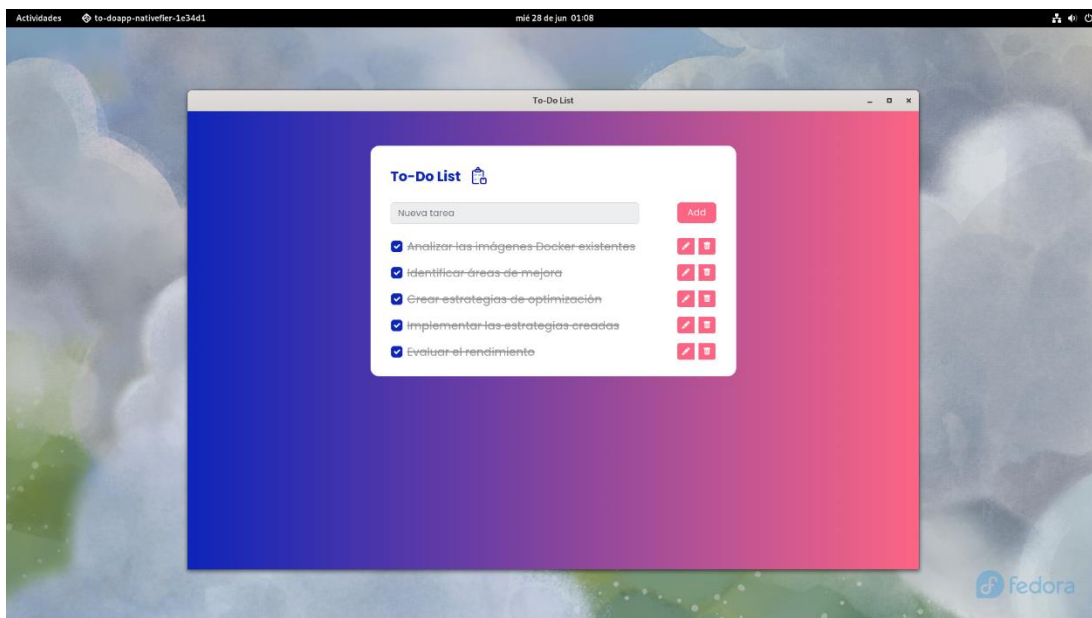 Actividades to-doapp-nativefier-1e34d1 mié 28 de jun 01:08
To-Do List
To-Do List
Nueva tarea Add
Analizar las imágenes Docker existentes
Identificar áreas de mejora
Crear estrategias de optimización
Implementar las estrategias creadas
Evaluar el rendimiento
fedora